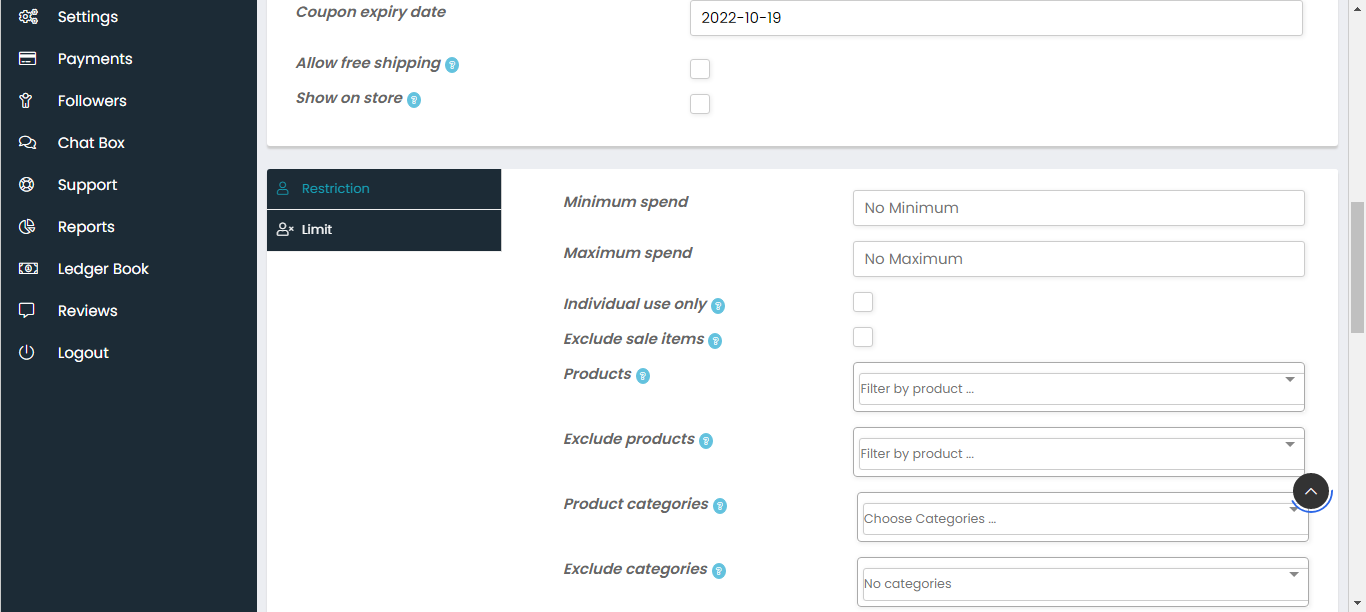 Settings
Payments
Followers
Chat Box
Support
Reports
Ledger Book
Reviews
Logout
Coupon expiry date
2022-10-19
Allow free shipping ?
Show on store ?
Restriction
Limit
Minimum spend
No Minimum
Maximum spend
No Maximum
Individual use only ?
Exclude sale items ?
Products ?
Filter by product ...
Exclude products ?
Filter by product ...
Product categories ?
Choose Categories ...
Exclude categories ?
No categories